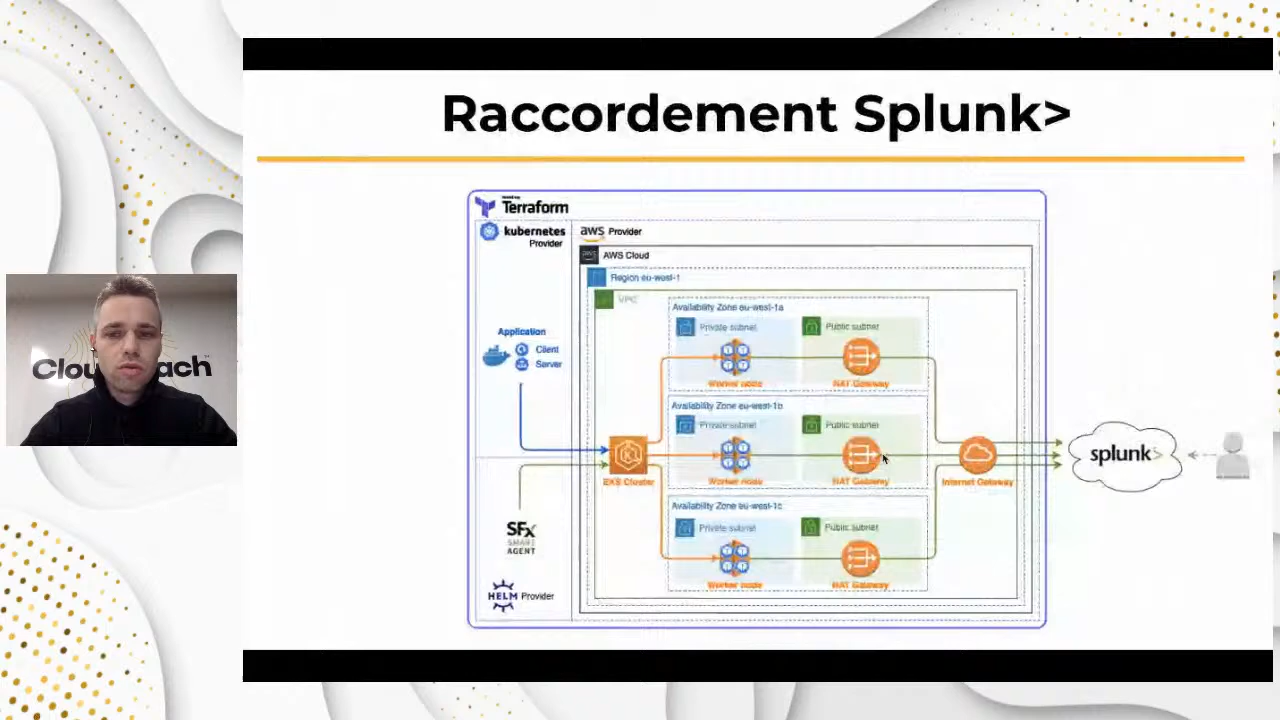 Raccordement Splunk>
Terraform
kubernetes
Provider
aws Provider
AWS Cloud
Region eu-west-1
VPC
Availability Zone eu-west-1a
Private subnet
Public subnet
Worker node
NAT Gateway
Application
Client
Server
Availability Zone eu-west-1b
Private subnet
Public subnet
EKS Cluster
Worker node
NAT Gateway
Internet Gateway
splunk>
Availability Zone eu-west-1c
Private subnet
Public subnet
Worker node
NAT Gateway
SFx
SMART
AGENT
HELM Provider